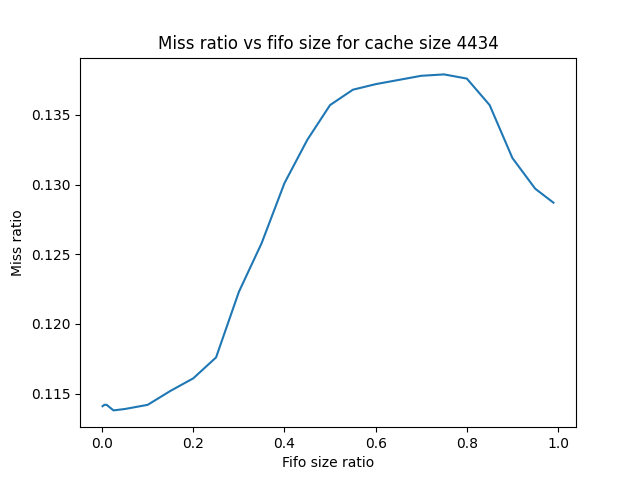 Miss ratio vs fifo size for cache size 4434
Miss ratio
0.135
0.130
0.125
0.120
0.115
0.0 0.2 0.4 0.6 0.8 1.0
Fifo size ratio